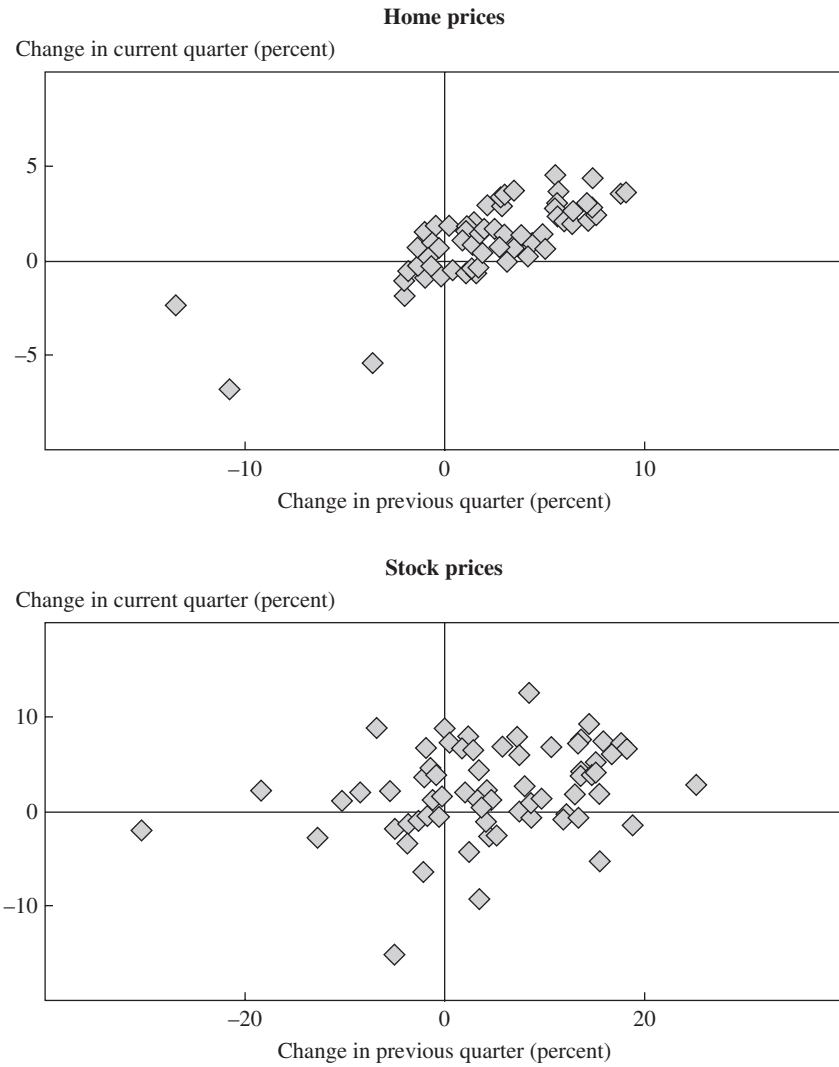 Home prices
Change in current quarter (percent)
5
0
–5
–10 0 10
Change in previous quarter (percent)
Stock prices
Change in current quarter (percent)
10
0
–10
–20 0 20
Change in previous quarter (percent)